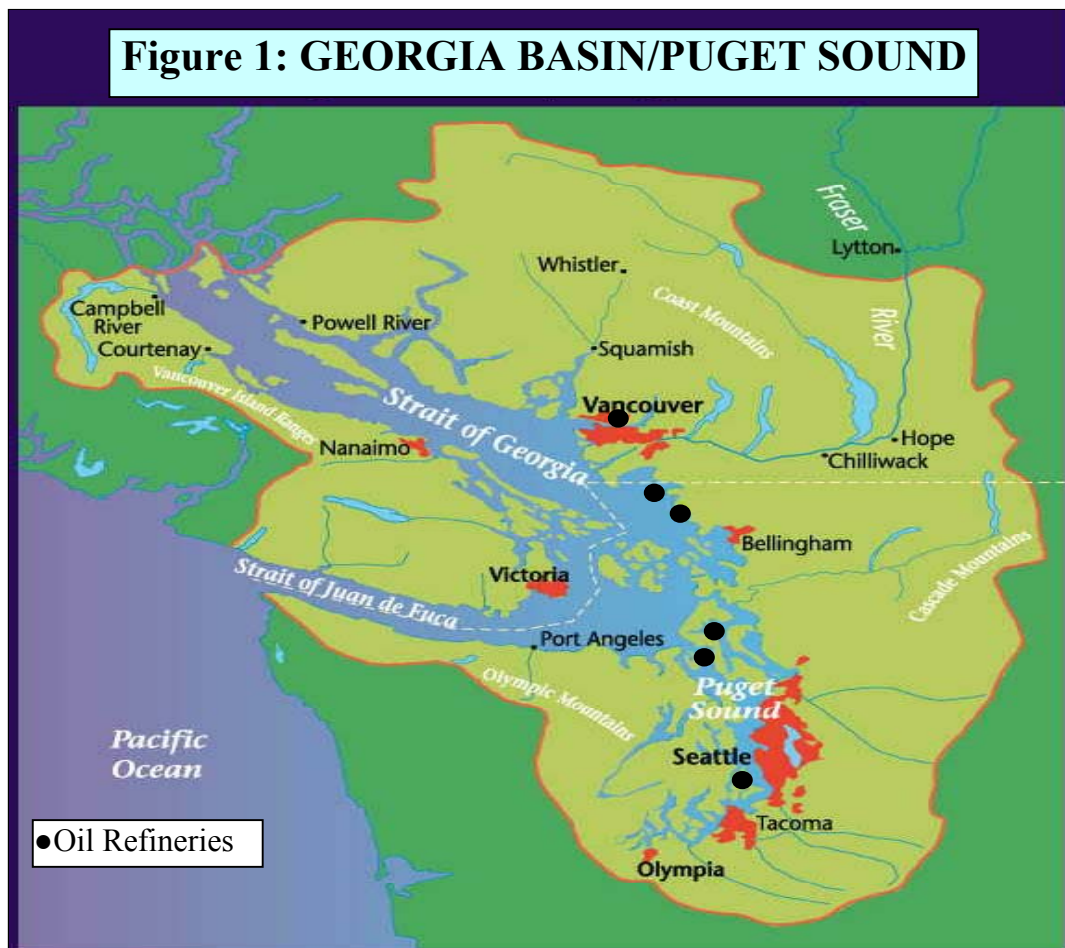 Figure 1: GEORGIA BASIN/PUGET SOUND
Fraser
River
Lytton
Whistler
Coast Mountains
Campbell
River
Powell River
Courtenay
Squamish
Vancouver Island Ranges
Strait of Georgia
Vancouver
Nanaimo
Hope
Chilliwack
Bellingham
Cascade Mountains
Victoria
Strait of Juan de Fuca
Port Angeles
Olympic Mountains
Puget
Sound
Pacific
Ocean
Seattle
Tacoma
●Oil Refineries
Olympia